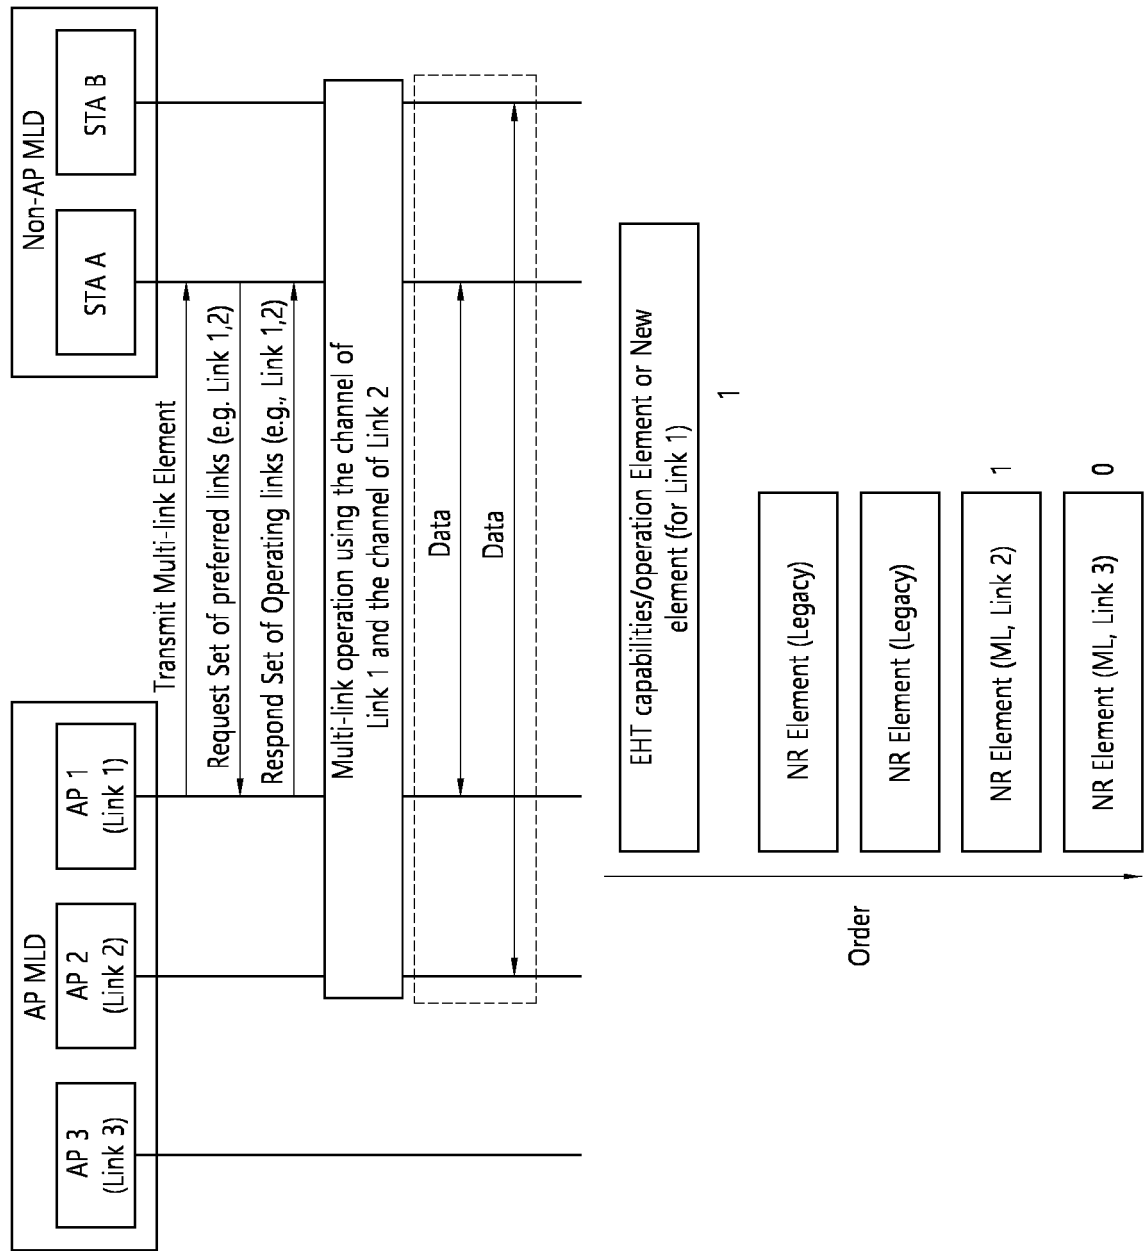 AP MLD
AP 3
(Link 3)
AP 2
(Link 2)
AP 1
(Link 1)
Non-AP MLD
STA A
STA B
Transmit Multi-link Element
Request Set of preferred links (e.g. Link 1,2)
Respond Set of Operating links (e.g., Link 1,2)
Multi-link operation using the channel of
Link 1 and the channel of Link 2
Data
Data
EHT capabilities/operation Element or New
element (for Link 1)
1
Order
NR Element (Legacy)
NR Element (Legacy)
NR Element (ML, Link 2)
1
NR Element (ML, Link 3)
0